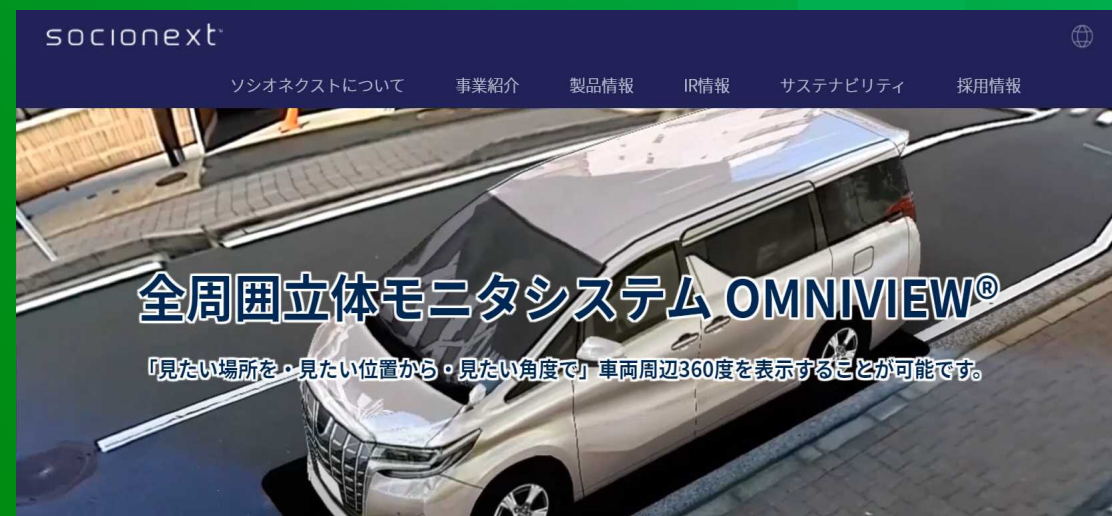 socionext™
ソシオネクストについて 事業紹介 製品情報 IR情報 サステナビリティ 採用情報
全周囲立体モニタシステム OMNIVIEW®
「見たい場所を・見たい位置から・見たい角度で」車両周辺360度を表示することが可能です。